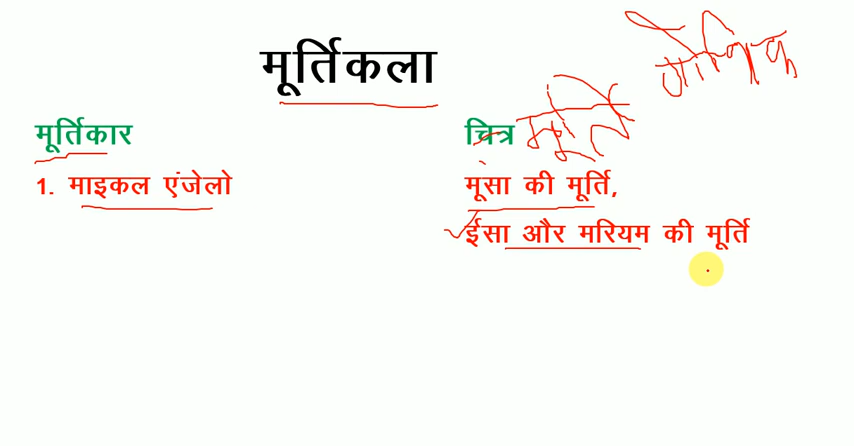 मूर्तिकला
मूर्तिकार चित्र मूर्ति
1. माइकल एंजेलो मूसा की मूर्ति,
ईसा और मरियम की मूर्ति